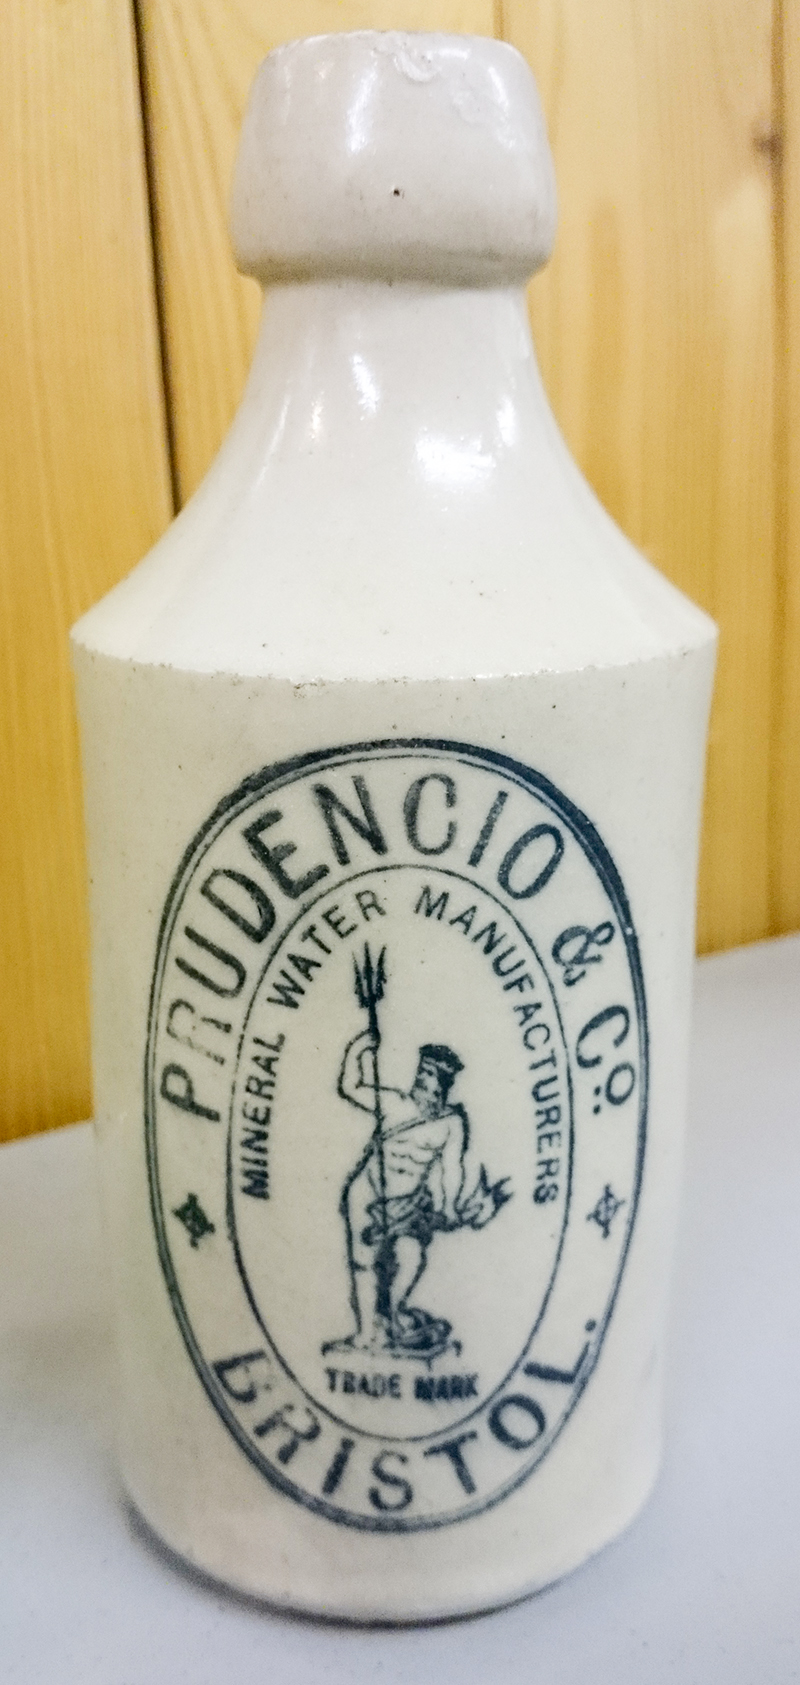 PRUDENCIO & Co.
MINERAL WATER MANUFACTURERS
TRADE MARK
BRISTOL.